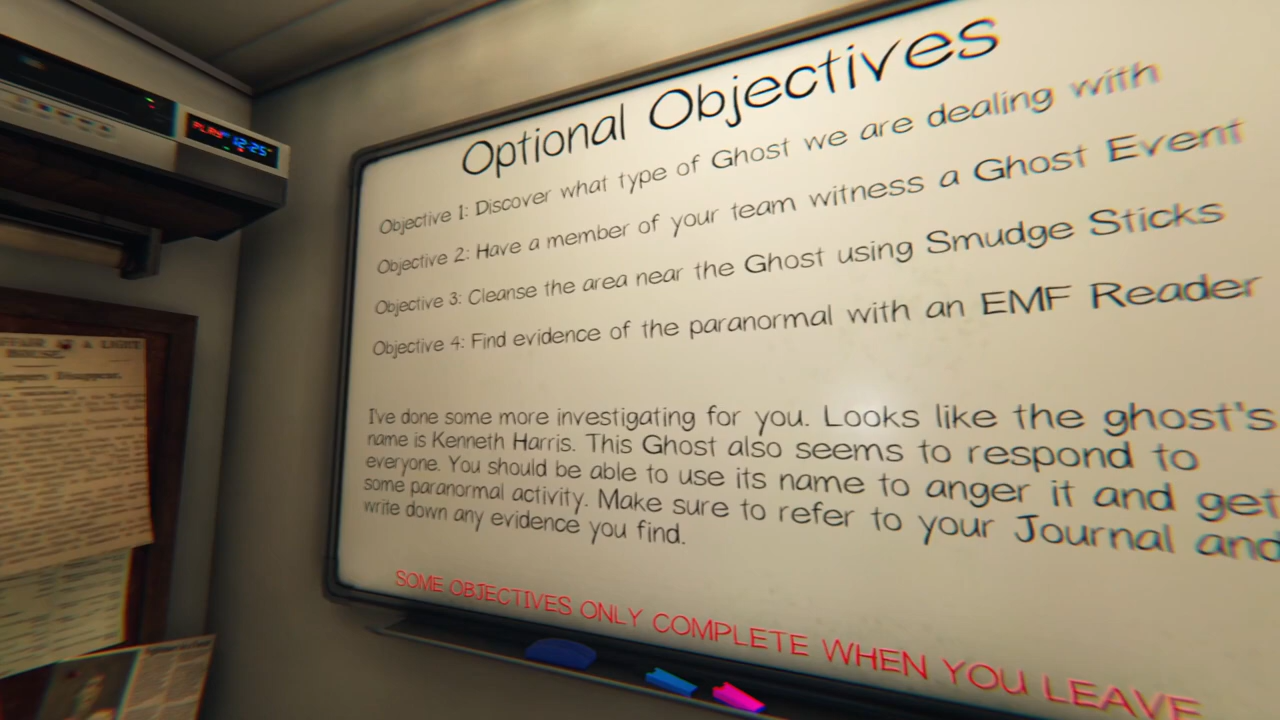 PLAY 12:25
Optional Objectives
Objective 1: Discover what type of Ghost we are dealing with
Objective 2: Have a member of your team witness a Ghost Event
Objective 3: Cleanse the area near the Ghost using Smudge Sticks
Objective 4: Find evidence of the paranormal with an EMF Reader
I've done some more investigating for you. Looks like the ghost's
name is Kenneth Harris. This Ghost also seems to respond to
everyone. You should be able to use its name to anger it and get
some paranormal activity. Make sure to refer to your Journal and
write down any evidence you find.
SOME OBJECTIVES ONLY COMPLETE WHEN YOU LEAVE